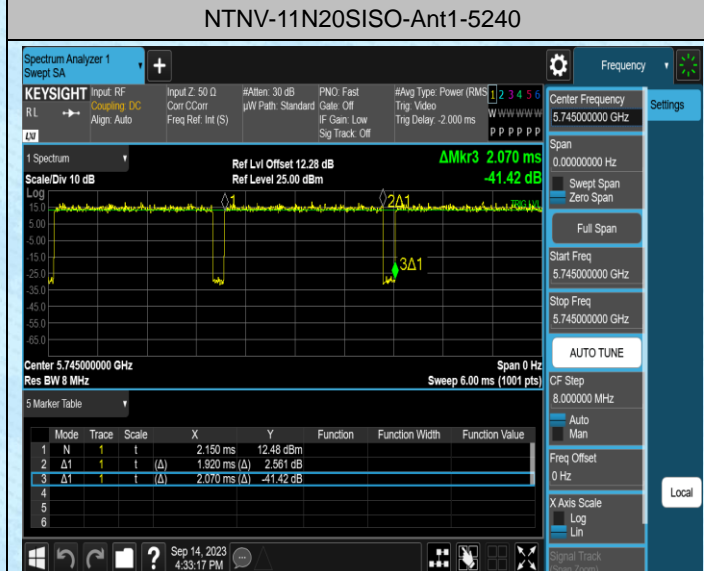 NTNV-11N20SISO-Ant1-5240
Spectrum Analyzer 1
Swept SA
Frequency
KEYSIGHT Input: RF Input Z: 50 Ω #Atten: 30 dB PNO: Fast #Avg Type: Power (RMS 1 2 3 4 5 6
RL Coupling: DC Corr CCorr µW Path: Standard Gate: Off Trig: Video W W W W W W
Align: Auto Freq Ref: Int (S) IF Gain: Low Trig Delay: -2.000 ms
LXI Sig Track: Off P P P P P P
Center Frequency
5.745000000 GHz
Settings
Span
0.00000000 Hz
Swept Span
Zero Span
Full Span
Start Freq
5.745000000 GHz
Stop Freq
5.745000000 GHz
AUTO TUNE
CF Step
8.000000 MHz
Auto
Man
Freq Offset
0 Hz
X Axis Scale
Log
Lin
Signal Track
(Span Zoom)
Local
1 Spectrum
Ref Lvl Offset 12.28 dB ΔMkr3 2.070 ms
Scale/Div 10 dB Ref Level 25.00 dBm -41.42 dB
Log
15.0
5.00
-5.00
-15.0
-25.0
-35.0
-45.0
-55.0
-65.0
1
2Δ1
TRIG LVL
3Δ1
Center 5.745000000 GHz Span 0 Hz
Res BW 8 MHz Sweep 6.00 ms (1001 pts)
5 Marker Table
Mode Trace Scale X Y Function Function Width Function Value
1 N 1 t 2.150 ms 12.48 dBm
2 Δ1 1 t (Δ) 1.920 ms (Δ) 2.561 dB
3 Δ1 1 t (Δ) 2.070 ms (Δ) -41.42 dB
4
5
6
Sep 14, 2023
4:33:17 PM